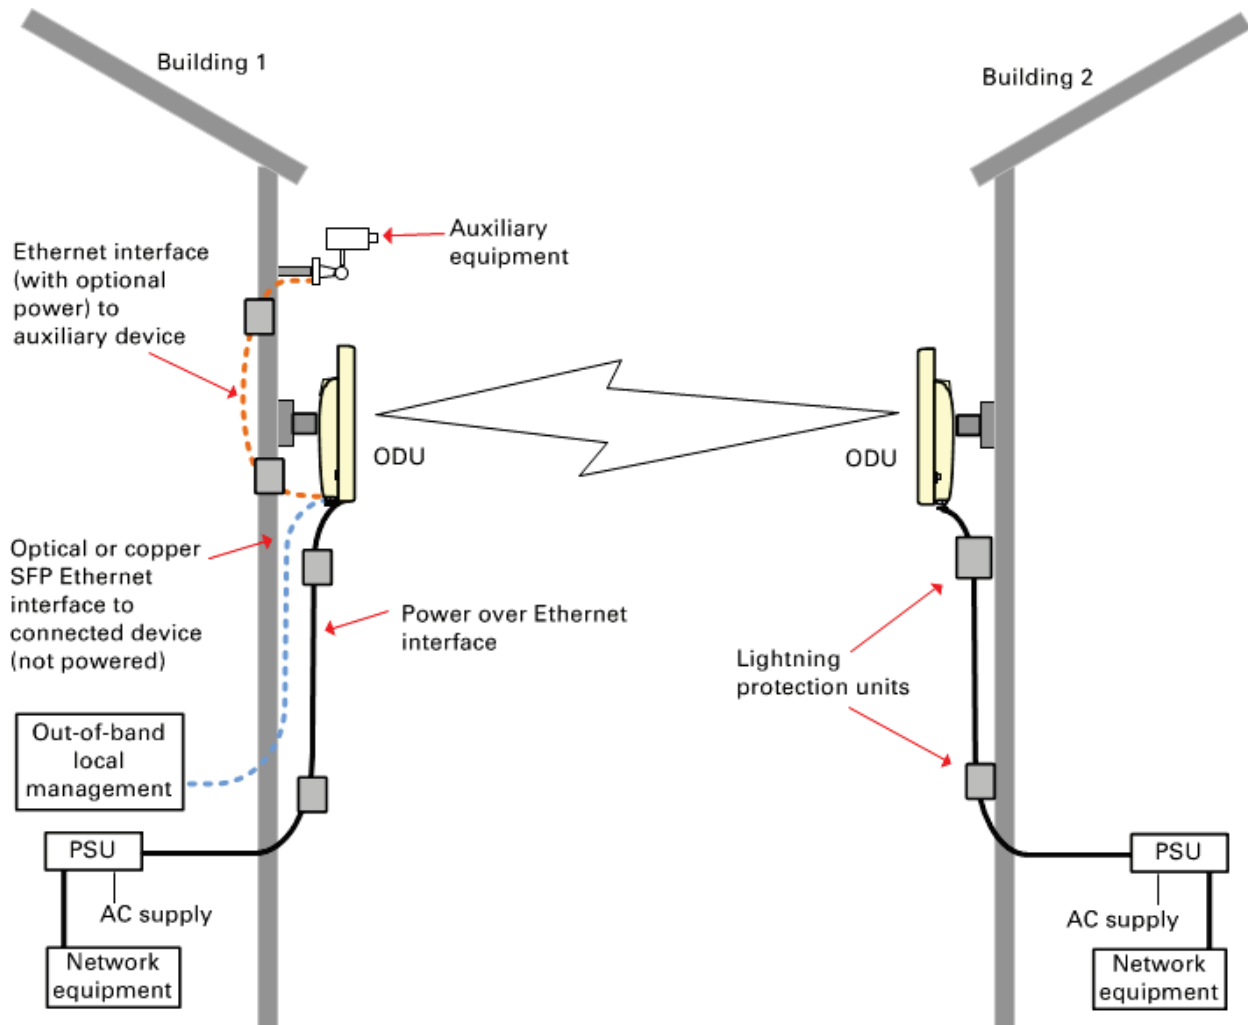 Building 1
Building 2
Auxiliary
equipment
Ethernet interface
(with optional
power) to
auxiliary device
ODU
ODU
Optical or copper
SFP Ethernet
interface to
connected device
(not powered)
Power over Ethernet
interface
Lightning
protection units
Out-of-band
local
management
PSU
AC supply
Network
equipment
PSU
AC supply
Network
equipment